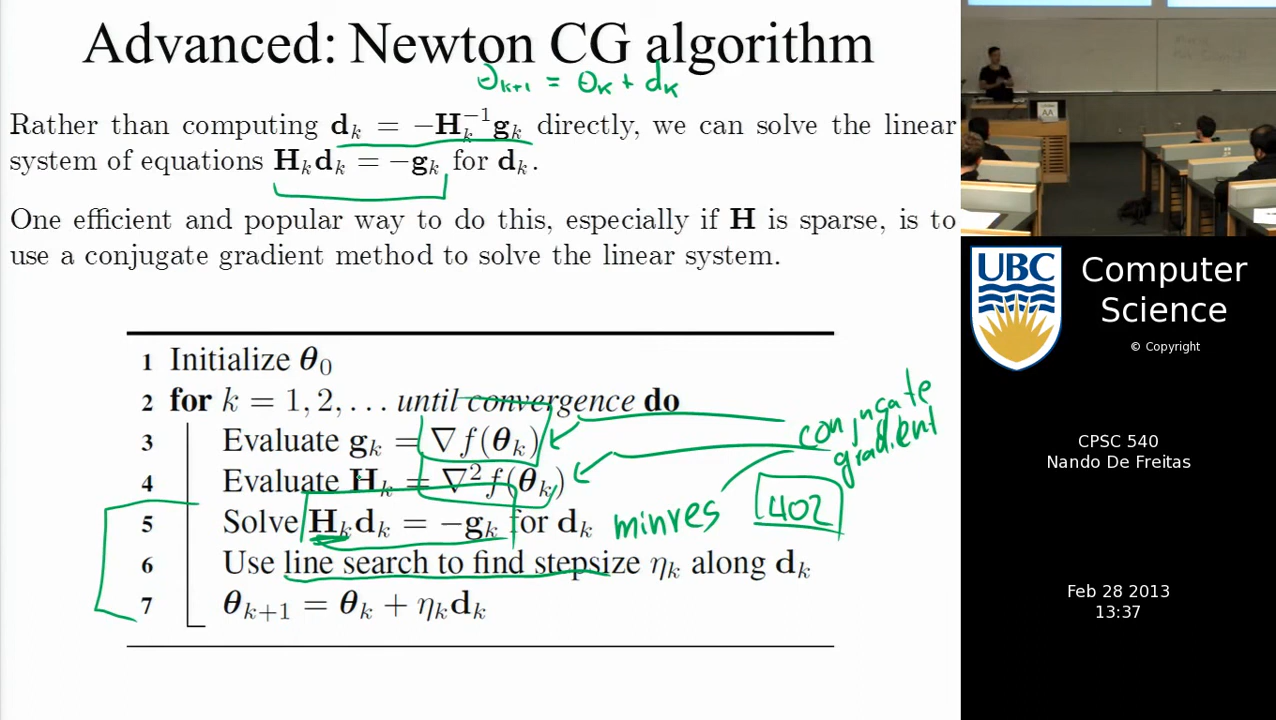 Advanced: Newton CG algorithm
θₖ₊₁ = θₖ + dₖ
Rather than computing dₖ = −Hₖ⁻¹gₖ directly, we can solve the linear
system of equations Hₖdₖ = −gₖ for dₖ.
One efficient and popular way to do this, especially if H is sparse, is to
use a conjugate gradient method to solve the linear system.
1 Initialize θ₀
2 for k = 1, 2, … until convergence do
3 Evaluate gₖ = ∇f(θₖ)
4 Evaluate Hₖ = ∇²f(θₖ)
5 Solve Hₖdₖ = −gₖ for dₖ
6 Use line search to find stepsize ηₖ along dₖ
7 θₖ₊₁ = θₖ + ηₖdₖ
conjugate
gradient
minres
402
UBC
Computer
Science
© Copyright
CPSC 540
Nando De Freitas
Feb 28 2013
13:37